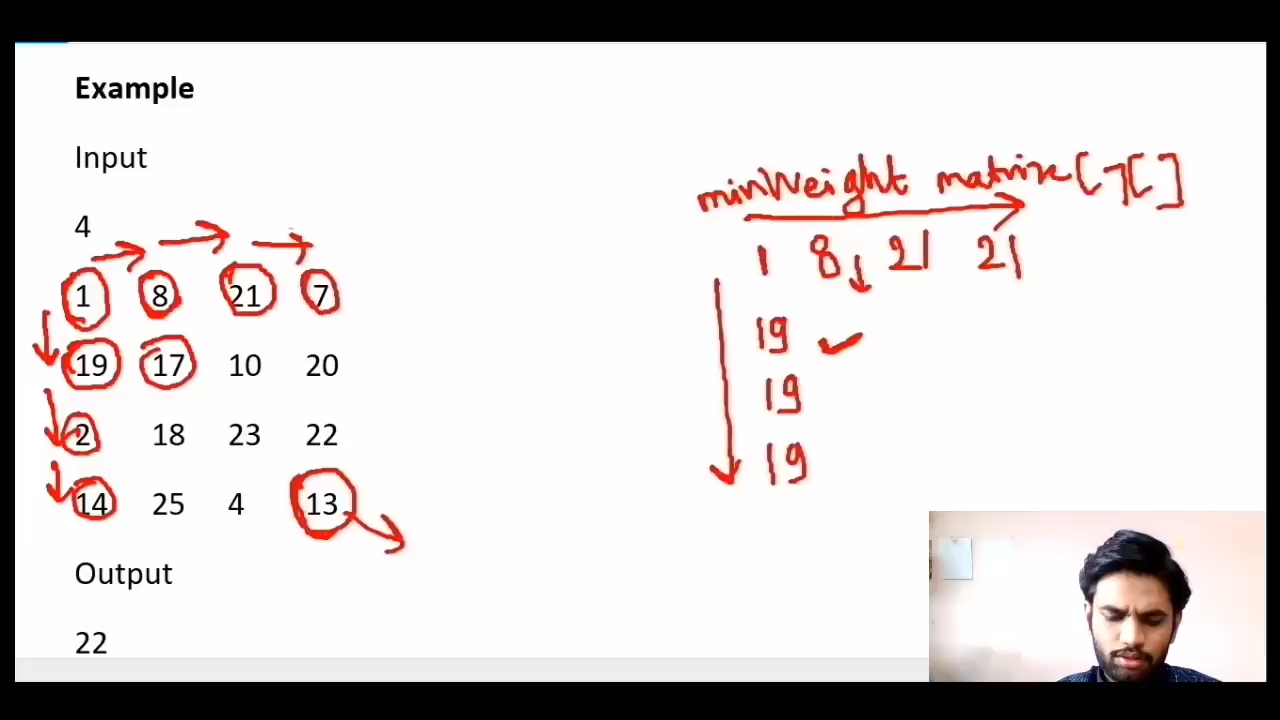 Example
Input
4
1 8 21 7
19 17 10 20
2 18 23 22
14 25 4 13
Output
22
minWeight matrix[][]
1 8 21 21
19
19
19